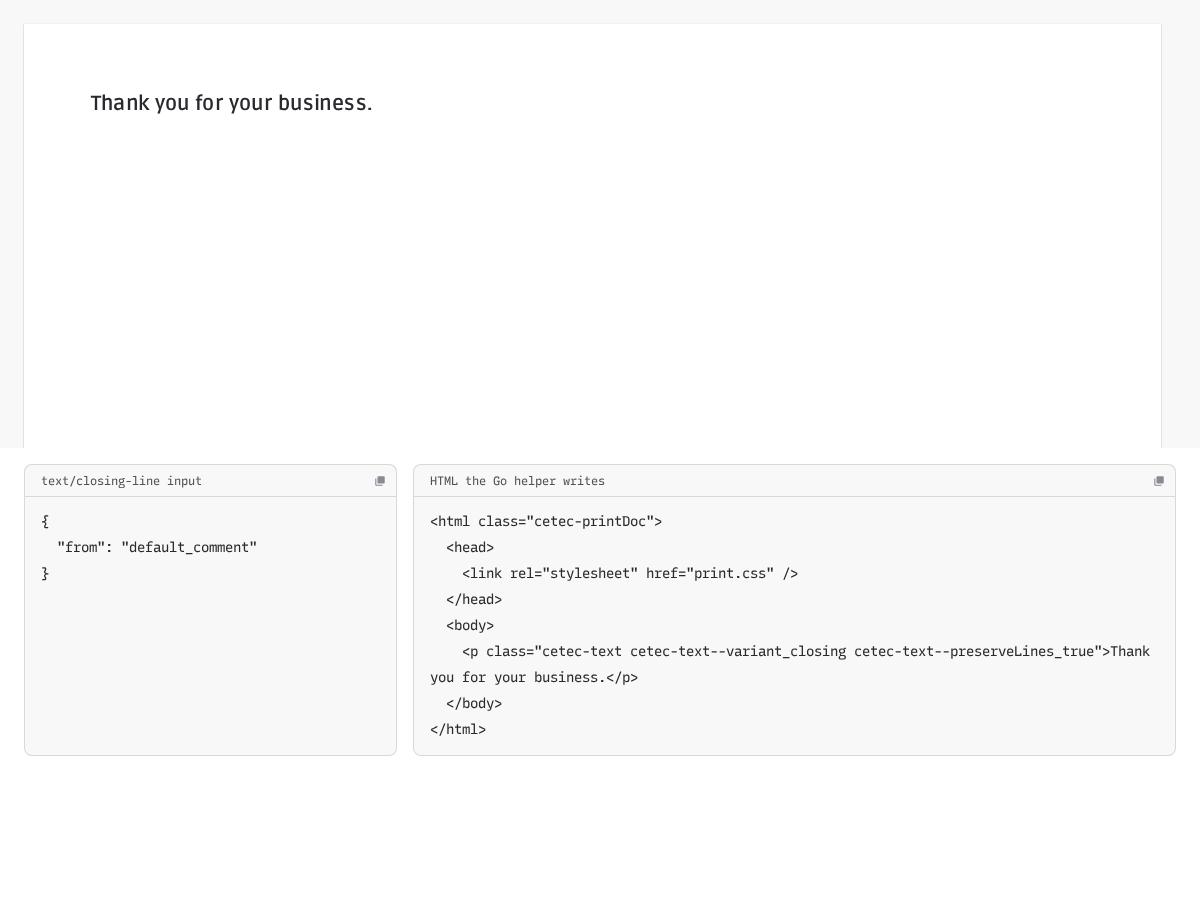 Thank you for your business.
text/closing-line input
{
  "from": "default_comment"
}
HTML the Go helper writes
<html class="cetec-printDoc">
  <head>
    <link rel="stylesheet" href="print.css" />
  </head>
  <body>
    <p class="cetec-text cetec-text--variant_closing cetec-text--preserveLines_true">Thank
you for your business.</p>
  </body>
</html>